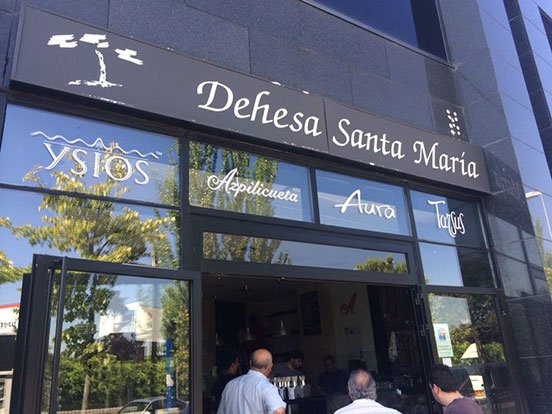 Dehesa Santa María
YSIOS
Azpilicueta
Aura
Tarsus
A